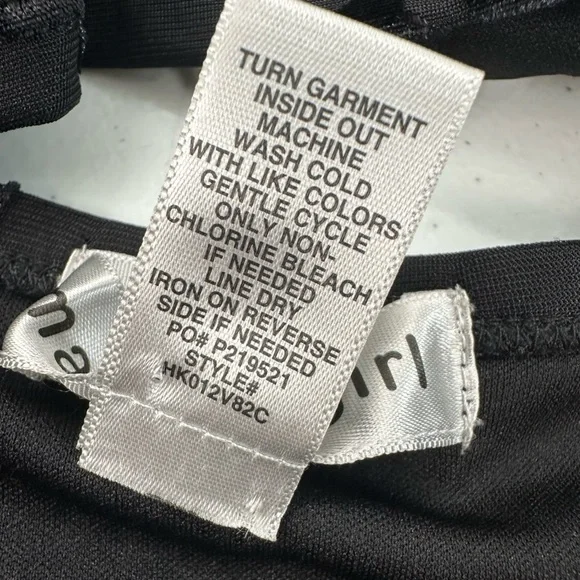 TURN GARMENT
INSIDE OUT
MACHINE
WASH COLD
WITH LIKE COLORS
GENTLE CYCLE
ONLY NON-
CHLORINE BLEACH
IF NEEDED
LINE DRY
IRON ON REVERSE
SIDE IF NEEDED
PO# P219521
STYLE#
HK012V82C